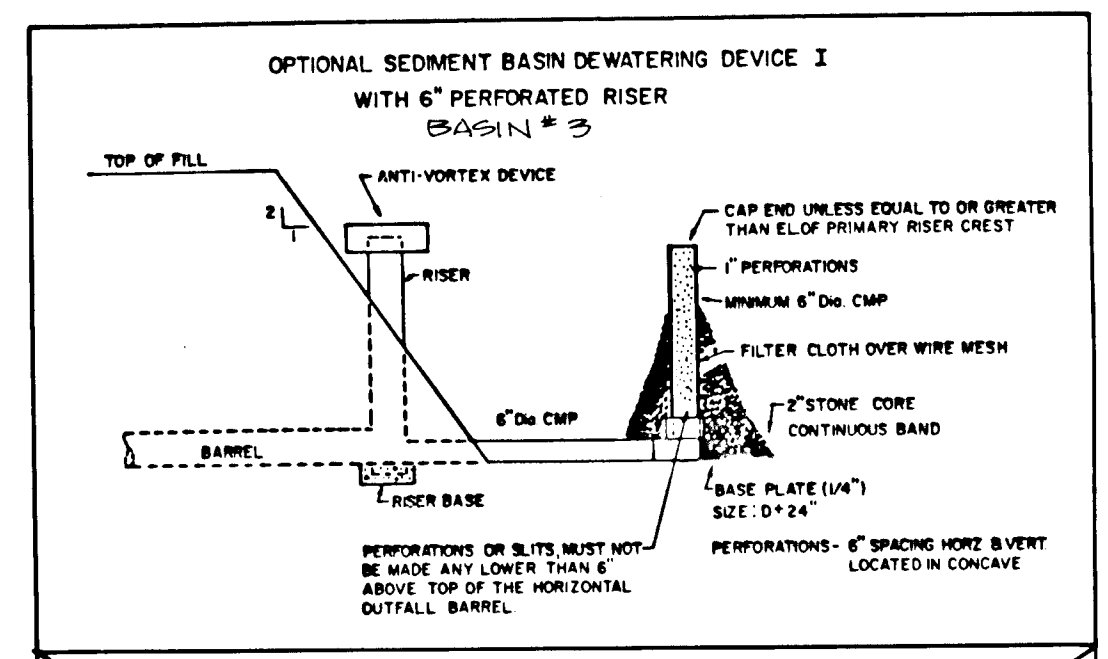 OPTIONAL SEDIMENT BASIN DEWATERING DEVICE I
WITH 6" PERFORATED RISER
BASIN # 3
TOP OF FILL
ANTI-VORTEX DEVICE
2
1
CAP END UNLESS EQUAL TO OR GREATER
THAN EL.OF PRIMARY RISER CREST
RISER
1" PERFORATIONS
MINIMUM 6" Dia. CMP
FILTER CLOTH OVER WIRE MESH
6" Dia CMP
2" STONE CORE
CONTINUOUS BAND
BARREL
RISER BASE
BASE PLATE (1/4")
SIZE: D+24"
PERFORATIONS OR SLITS, MUST NOT
BE MADE ANY LOWER THAN 6"
ABOVE TOP OF THE HORIZONTAL
OUTFALL BARREL.
PERFORATIONS- 6" SPACING HORZ & VERT.
LOCATED IN CONCAVE